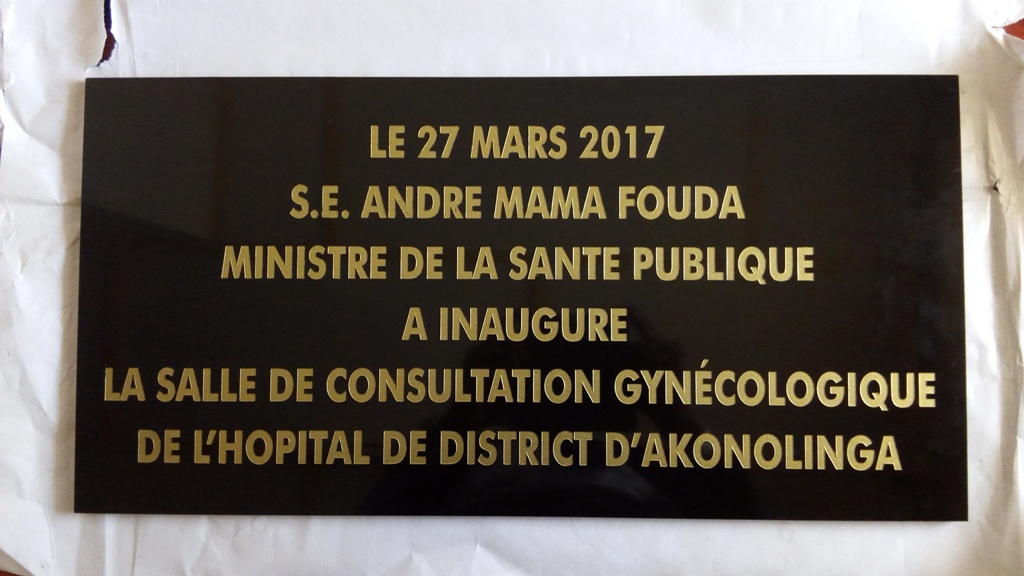 LE 27 MARS 2017
S.E. ANDRE MAMA FOUDA
MINISTRE DE LA SANTE PUBLIQUE
A INAUGURE
LA SALLE DE CONSULTATION GYNÉCOLOGIQUE
DE L'HOPITAL DE DISTRICT D'AKONOLINGA